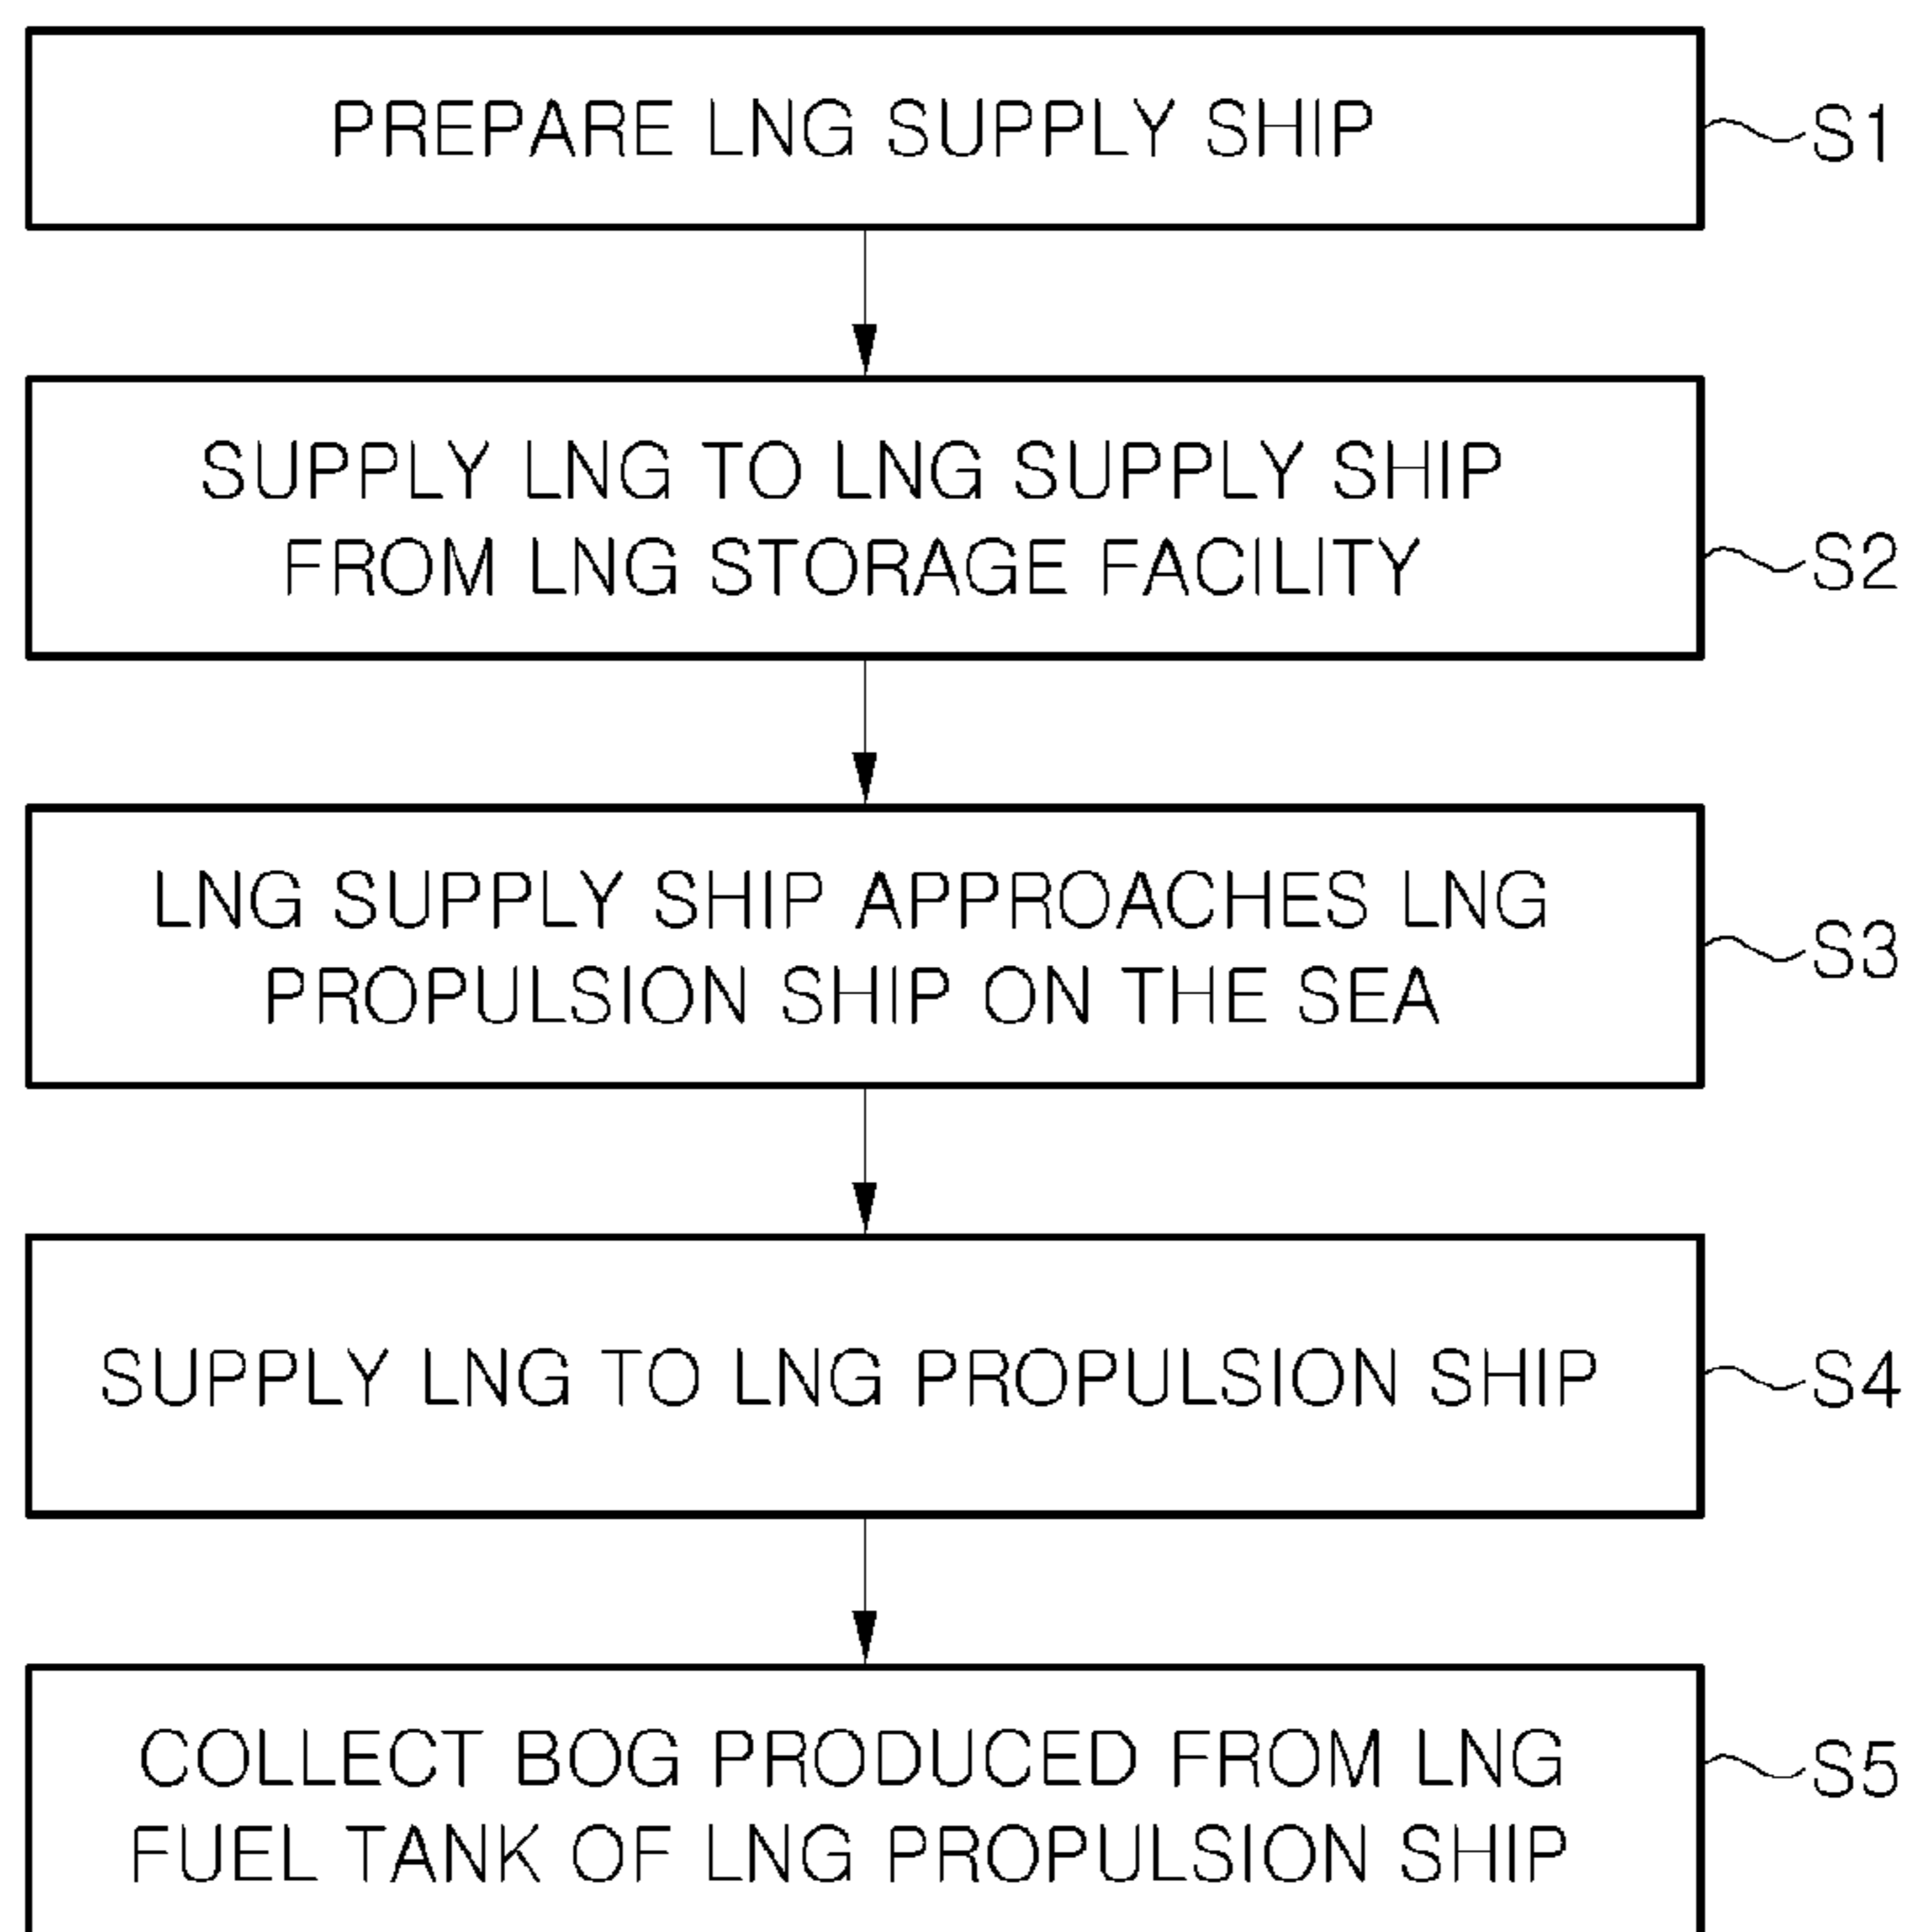 PREPARE LNG SUPPLY SHIP
S1
SUPPLY LNG TO LNG SUPPLY SHIP
FROM LNG STORAGE FACILITY
S2
LNG SUPPLY SHIP APPROACHES LNG
PROPULSION SHIP ON THE SEA
S3
SUPPLY LNG TO LNG PROPULSION SHIP
S4
COLLECT BOG PRODUCED FROM LNG
FUEL TANK OF LNG PROPULSION SHIP
S5